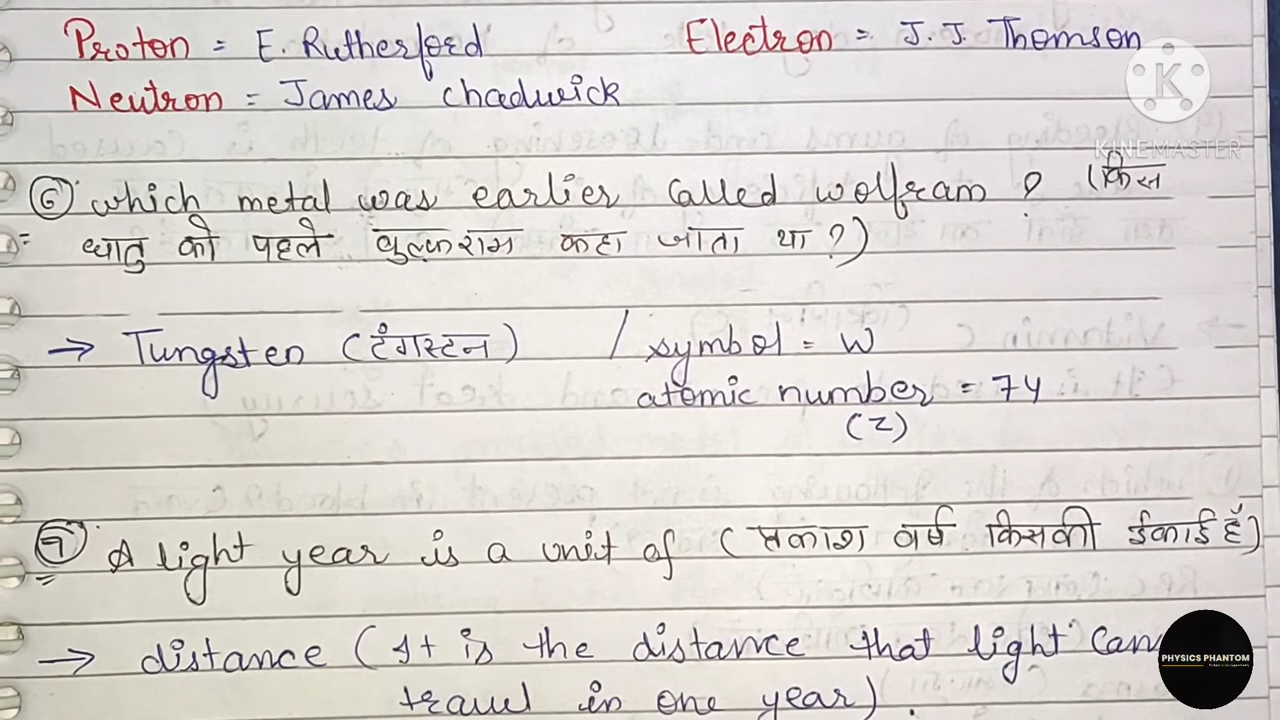 Proton = E. Rutherford Electron = J. J. Thomson
Neutron = James Chadwick
KINEMASTER
⑥ which metal was earlier called wolfram ? (किस
धातु को पहले वुल्फराम कहा जाता था ?)
→ Tungsten (टंगस्टन) / symbol = W
atomic number = 74
(Z)
⑦ A light year is a unit of (प्रकाश वर्ष किसकी ईकाई हैं)
→ distance (It is the distance that light can
travel in one year) .
PHYSICS PHANTOM